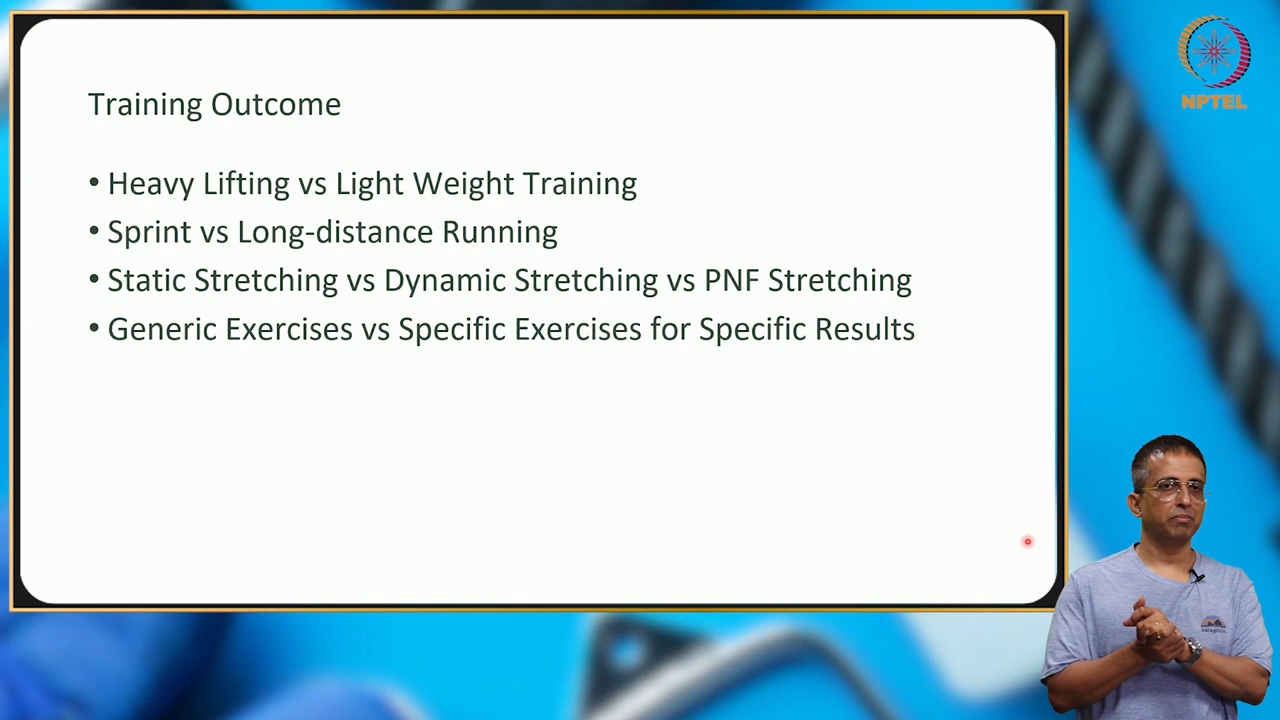 NPTEL
Training Outcome
• Heavy Lifting vs Light Weight Training
• Sprint vs Long-distance Running
• Static Stretching vs Dynamic Stretching vs PNF Stretching
• Generic Exercises vs Specific Exercises for Specific Results
patagonia